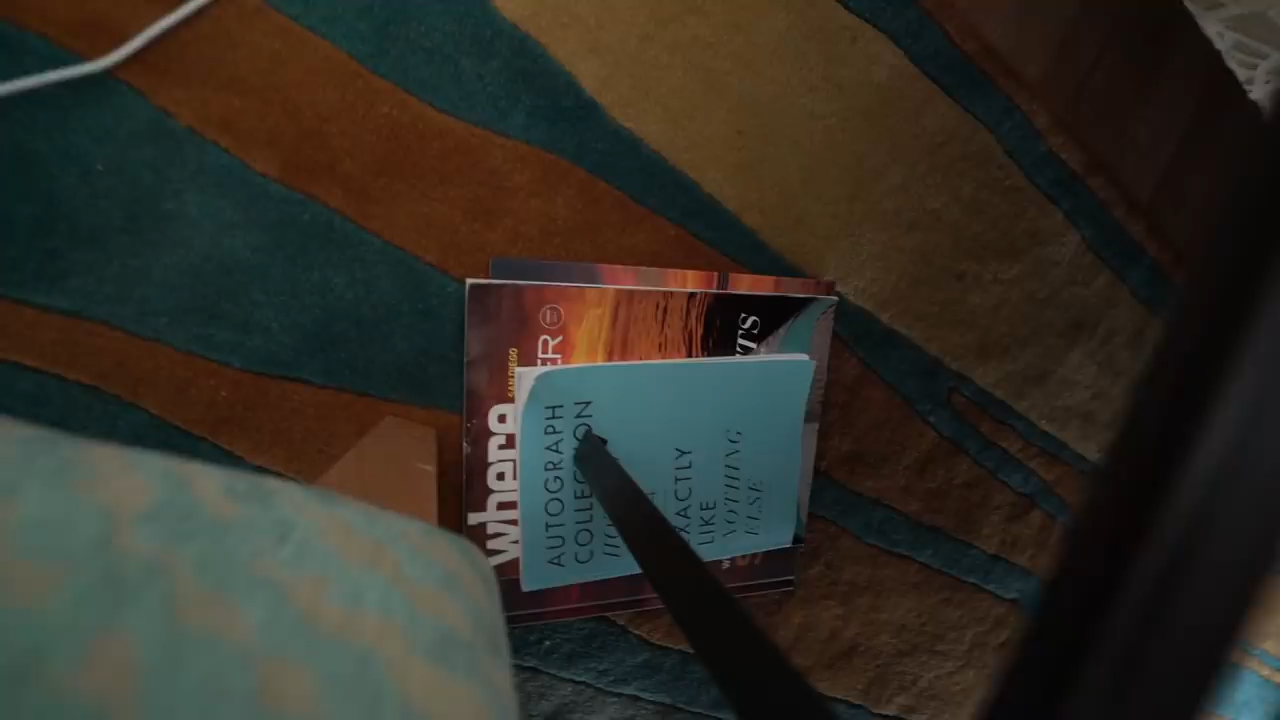 where
SAN DIEGO
AUTOGRAPH
COLLECTION
EXACTLY
LIKE
NOTHING
ELSE